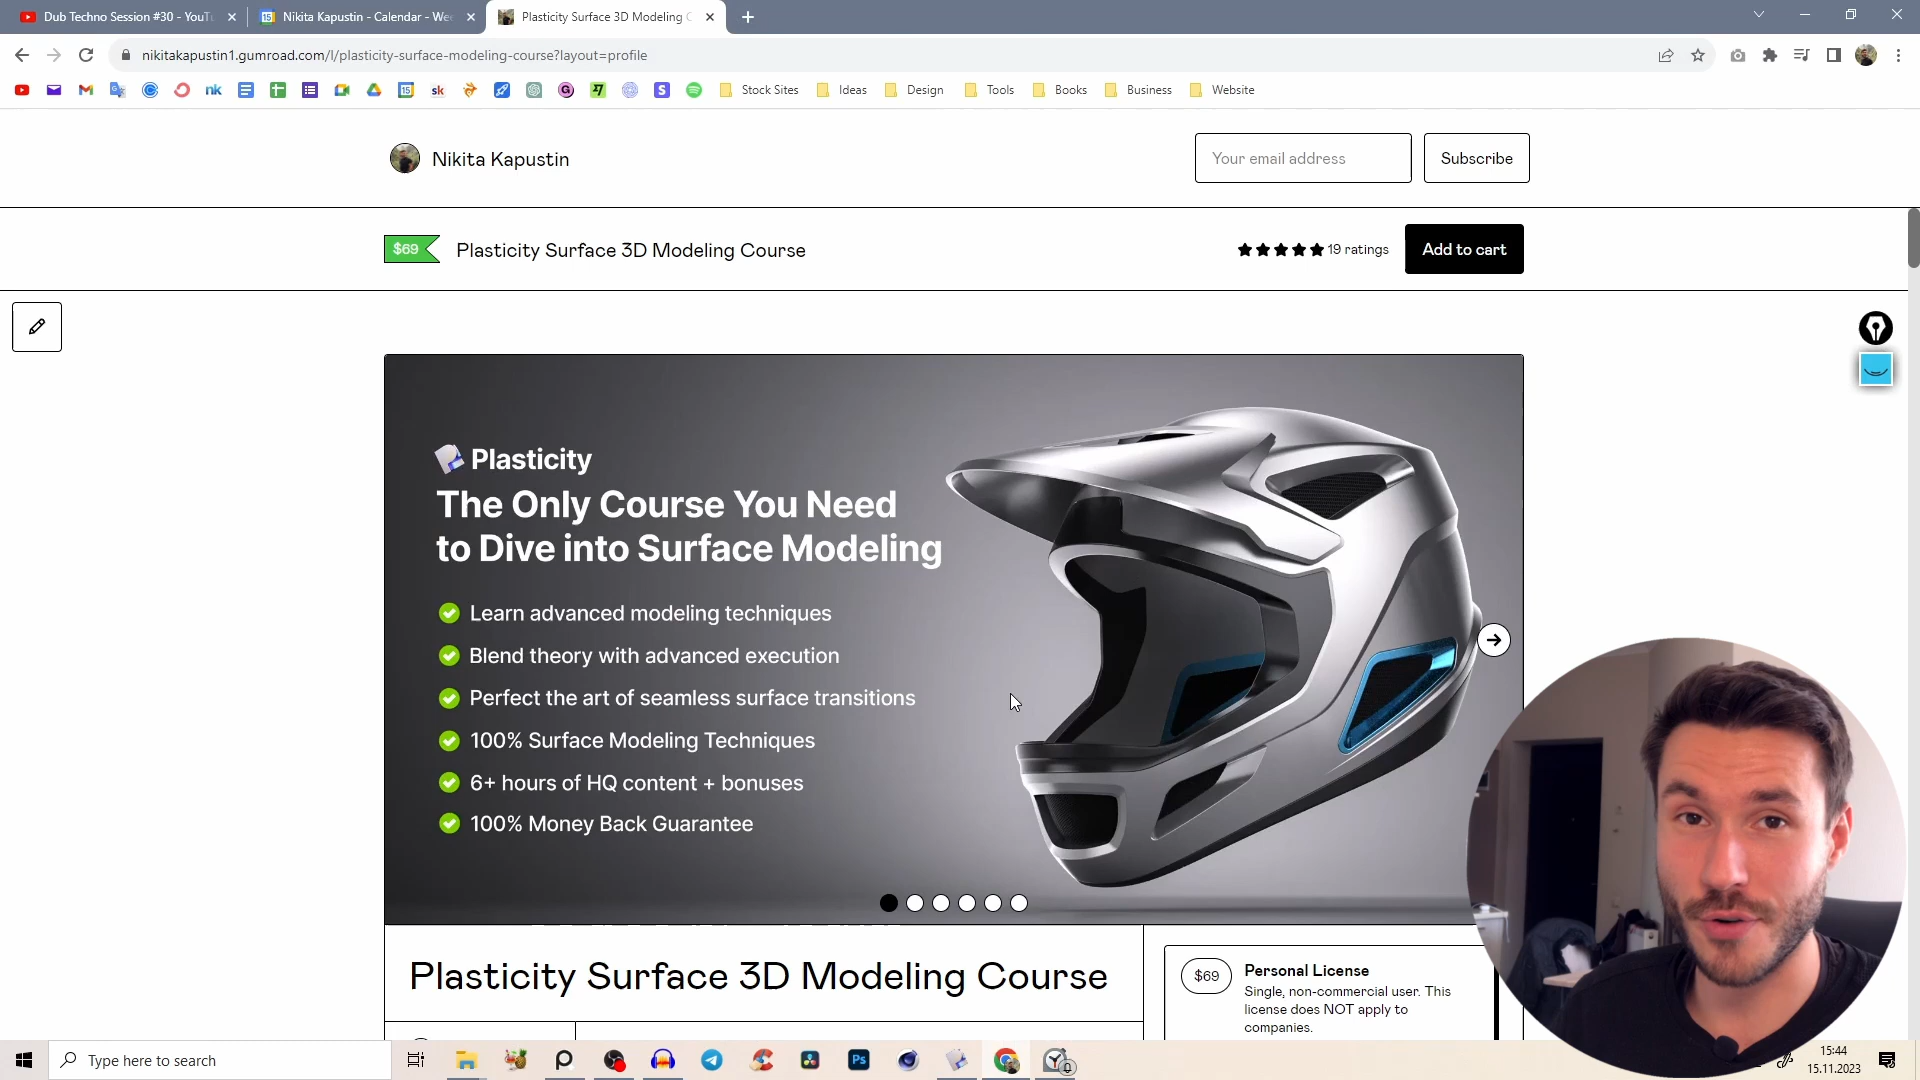 Dub Techno Session #30 - YouTu
Nikita Kapustin - Calendar - Wee
Plasticity Surface 3D Modeling C
nikitakapustin1.gumroad.com/l/plasticity-surface-modeling-course?layout=profile
nk
15
sk
G
S
Stock Sites
Ideas
Design
Tools
Books
Business
Website
Nikita Kapustin
Your email address
Subscribe
$69
Plasticity Surface 3D Modeling Course
19 ratings
Add to cart
Plasticity
The Only Course You Need
to Dive into Surface Modeling
Learn advanced modeling techniques
Blend theory with advanced execution
Perfect the art of seamless surface transitions
100% Surface Modeling Techniques
6+ hours of HQ content + bonuses
100% Money Back Guarantee
Plasticity Surface 3D Modeling Course
$69
Personal License
Single, non-commercial user. This
license does NOT apply to
companies.
Type here to search
Ps
15:44
15.11.2023